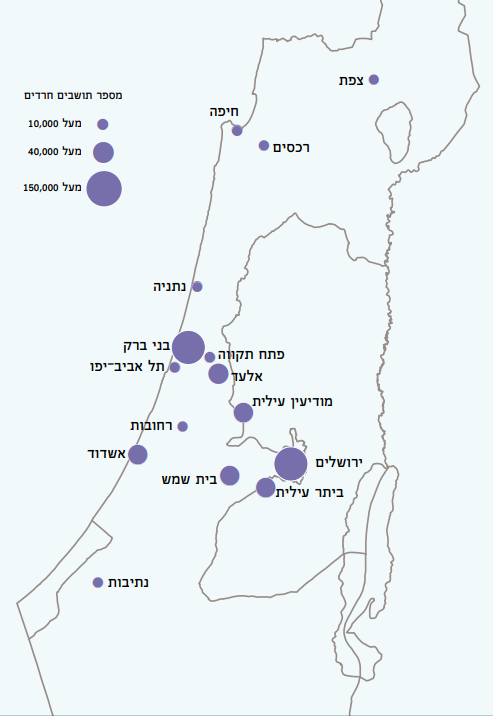 צפת
מספר תושבים חרדים
מעל 10,000
מעל 40,000
מעל 150,000
חיפה
רכסים
נתניה
בני ברק
פתח תקווה
תל אביב־יפו
אלעד
מודיעין עילית
רחובות
אשדוד
ירושלים
בית שמש
ביתר עילית
נתיבות